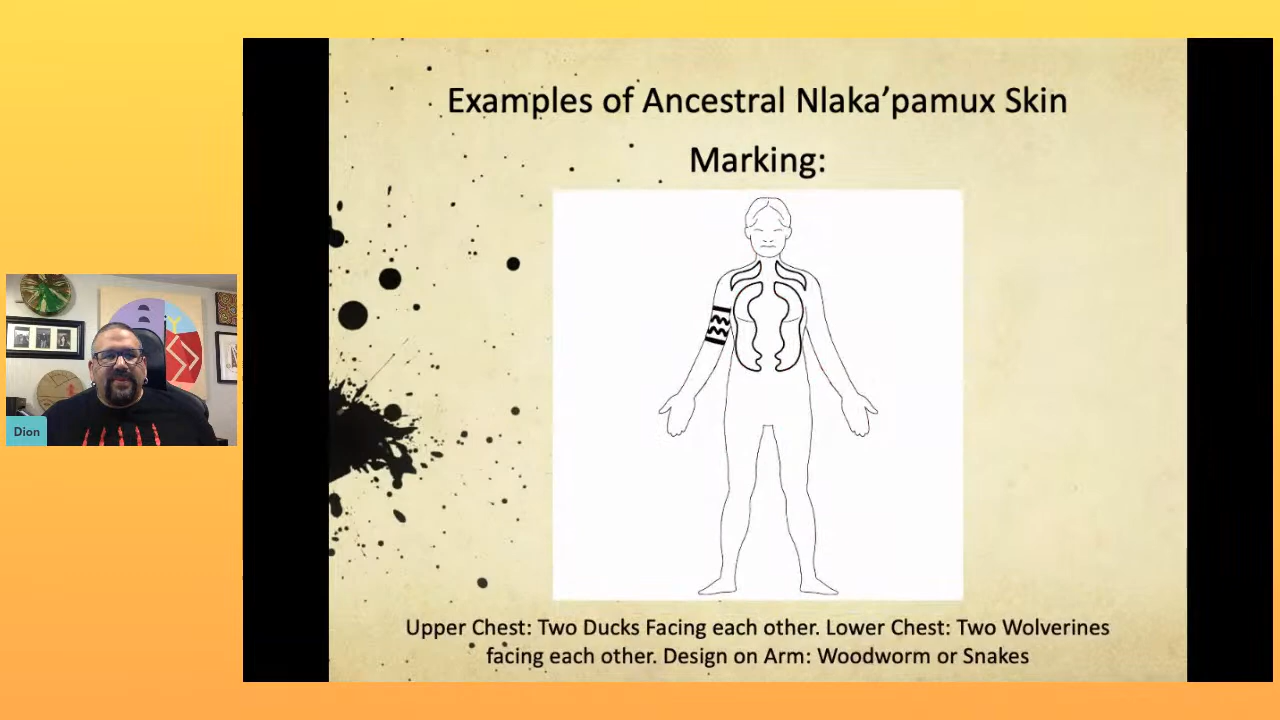 Examples of Ancestral Nlaka’pamux Skin
Marking:
Dion
Upper Chest: Two Ducks Facing each other. Lower Chest: Two Wolverines
facing each other. Design on Arm: Woodworm or Snakes